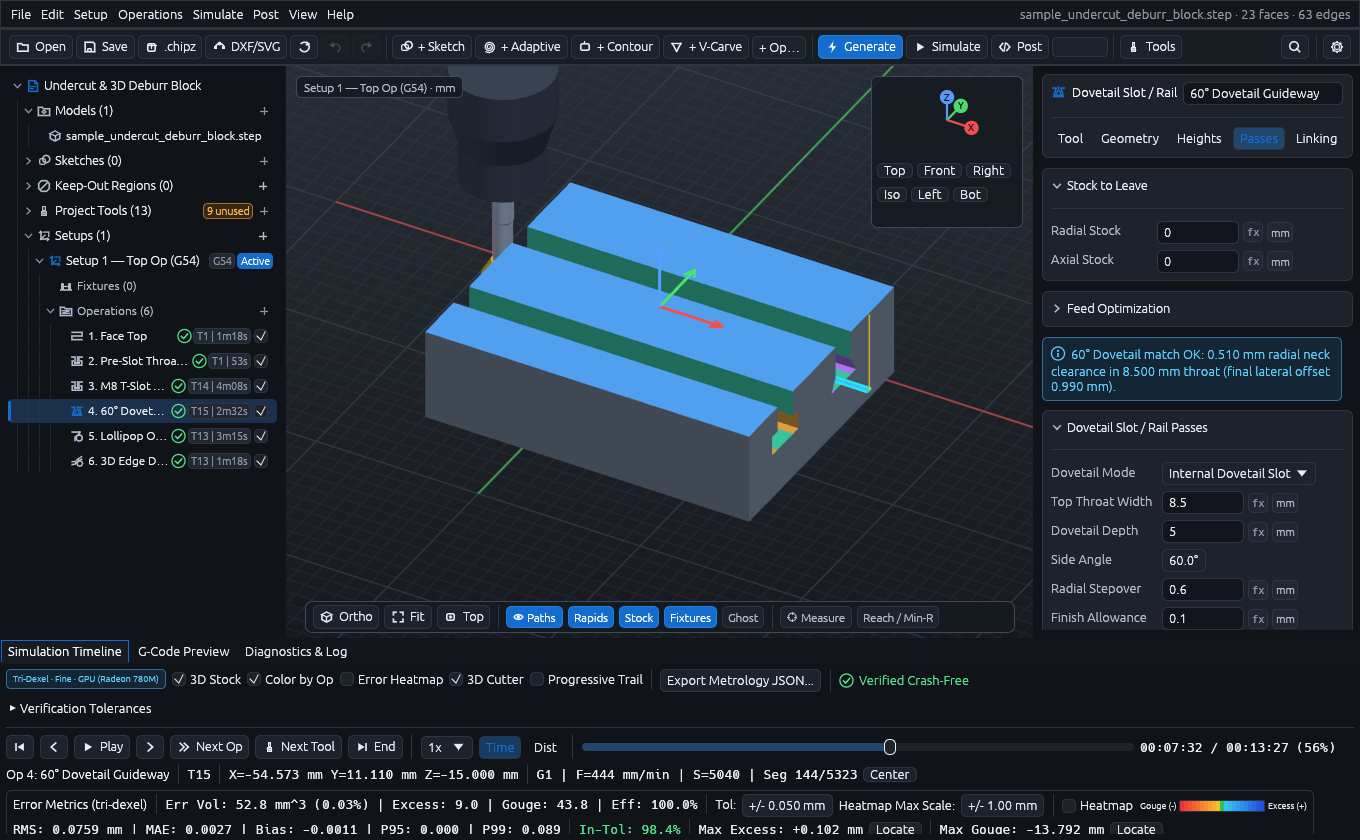 File Edit Setup Operations Simulate Post View Help
sample_undercut_deburr_block.step · 23 faces · 63 edges
Open Save .chipz DXF/SVG + Sketch + Adaptive + Contour + V-Carve + Op... Generate Simulate Post Tools
Undercut & 3D Deburr Block
Models (1) +
sample_undercut_deburr_block.step
Sketches (0) +
Keep-Out Regions (0) +
Project Tools (13) 9 unused +
Setups (1) +
Setup 1 — Top Op (G54) G54 Active
Fixtures (0)
Operations (6) +
1. Face Top T1 | 1m18s
2. Pre-Slot Throa... T1 | 53s
3. M8 T-Slot ... T14 | 4m08s
4. 60° Dovet... T15 | 2m32s
5. Lollipop O... T13 | 3m15s
6. 3D Edge D... T13 | 1m18s
Setup 1 — Top Op (G54) · mm
Z
Y
X
Top Front Right
Iso Left Bot
Ortho Fit Top Paths Rapids Stock Fixtures Ghost Measure Reach / Min-R
Dovetail Slot / Rail 60° Dovetail Guideway
Tool Geometry Heights Passes Linking
Stock to Leave
Radial Stock 0 fx mm
Axial Stock 0 fx mm
Feed Optimization
60° Dovetail match OK: 0.510 mm radial neck
clearance in 8.500 mm throat (final lateral offset
0.990 mm).
Dovetail Slot / Rail Passes
Dovetail Mode Internal Dovetail Slot
Top Throat Width 8.5 fx mm
Dovetail Depth 5 fx mm
Side Angle 60.0°
Radial Stepover 0.6 fx mm
Finish Allowance 0.1 fx mm
Simulation Timeline G-Code Preview Diagnostics & Log
Tri-Dexel · Fine · GPU (Radeon 780M) 3D Stock Color by Op Error Heatmap 3D Cutter Progressive Trail Export Metrology JSON... Verified Crash-Free
Verification Tolerances
Play Next Op Next Tool End 1x Time Dist 00:07:32 / 00:13:27 (56%)
Op 4: 60° Dovetail Guideway T15 X=-54.573 mm Y=11.110 mm Z=-15.000 mm G1 | F=444 mm/min | S=5040 | Seg 144/5323 Center
Error Metrics (tri-dexel) Err Vol: 52.8 mm^3 (0.03%) | Excess: 9.0 | Gouge: 43.8 | Eff: 100.0% Tol: +/- 0.050 mm Heatmap Max Scale: +/- 1.00 mm Heatmap Gouge (-) Excess (+)
RMS: 0.0759 mm | MAE: 0.0027 | Bias: -0.0011 | P95: 0.000 | P99: 0.089 In-Tol: 98.4% Max Excess: +0.102 mm Locate Max Gouge: -13.792 mm Locate